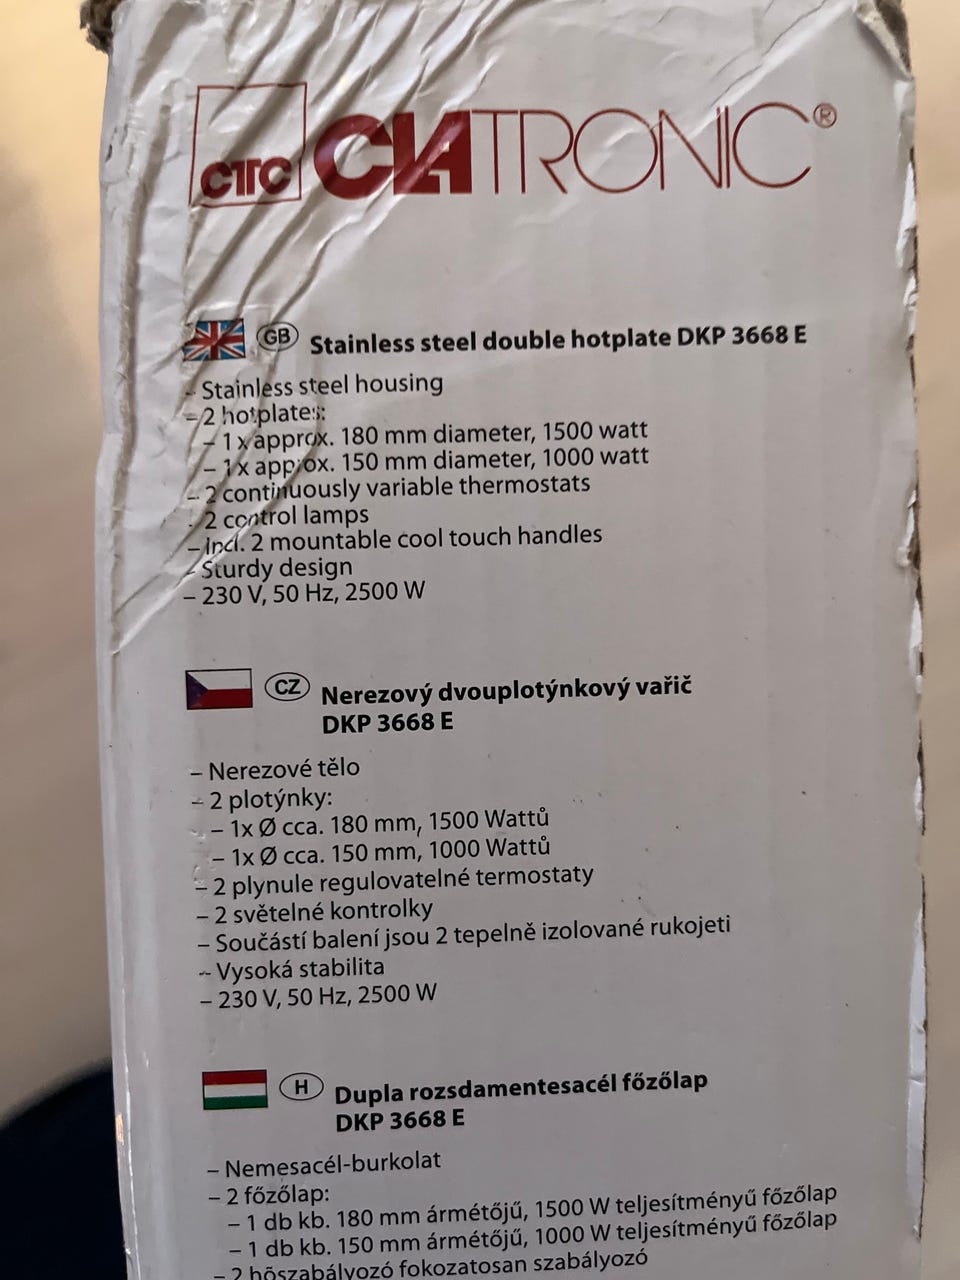 CTC CLATRONIC®
GB Stainless steel double hotplate DKP 3668 E
– Stainless steel housing
– 2 hotplates:
– 1 x approx. 180 mm diameter, 1500 watt
– 1 x approx. 150 mm diameter, 1000 watt
– 2 continuously variable thermostats
– 2 control lamps
– Incl. 2 mountable cool touch handles
– Sturdy design
– 230 V, 50 Hz, 2500 W
CZ Nerezový dvouplotýnkový vařič
DKP 3668 E
– Nerezové tělo
– 2 plotýnky:
– 1x Ø cca. 180 mm, 1500 Wattů
– 1x Ø cca. 150 mm, 1000 Wattů
– 2 plynule regulovatelné termostaty
– 2 světelné kontrolky
– Součástí balení jsou 2 tepelně izolované rukojeti
– Vysoká stabilita
– 230 V, 50 Hz, 2500 W
H Dupla rozsdamentesacél főzőlap
DKP 3668 E
– Nemesacél-burkolat
– 2 főzőlap:
– 1 db kb. 180 mm ármétőjű, 1500 W teljesítményű főzőlap
– 1 db kb. 150 mm ármétőjű, 1000 W teljesítményű főzőlap
– 2 hőszabályozó fokozatosan szabályozó